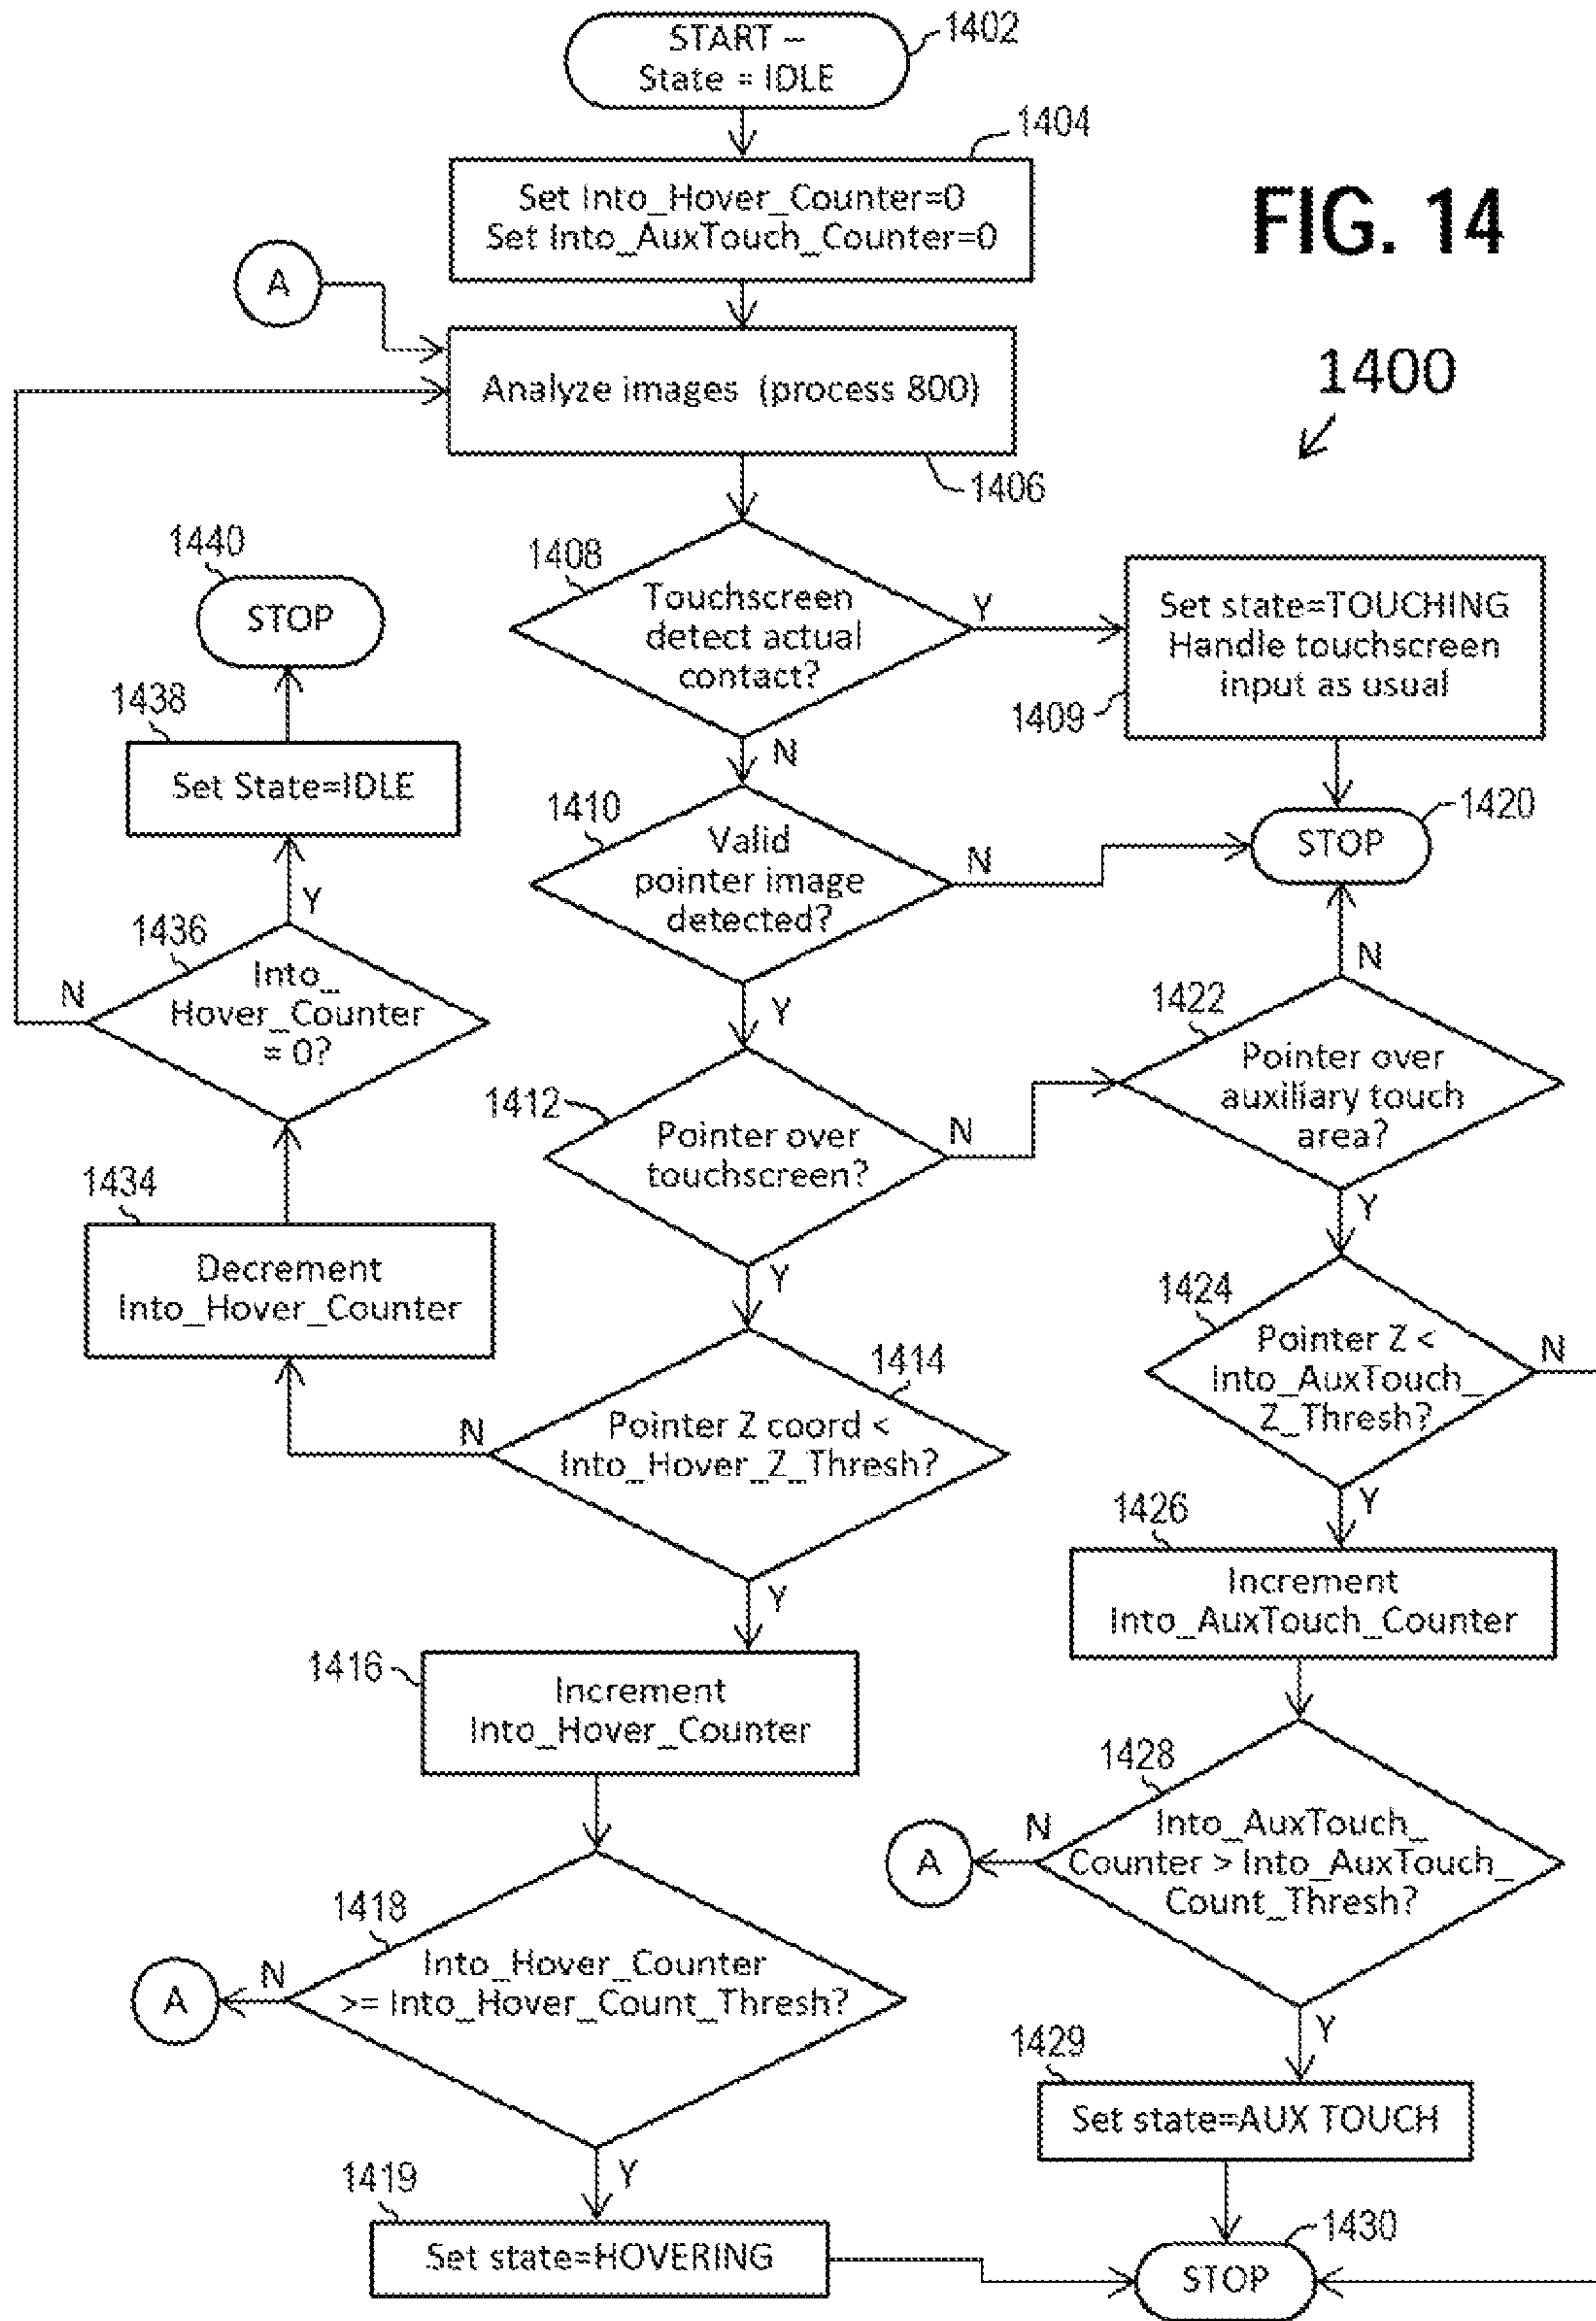 START –
State = IDLE
1402
1404
Set Into_Hover_Counter=0
Set Into_AuxTouch_Counter=0
FIG. 14
A
1400
Analyze images (process 800)
1406
1440
STOP
1408
Touchscreen
detect actual
contact?
Y
N
Set state=TOUCHING
Handle touchscreen
input as usual
1409
1438
Set State=IDLE
Y
1410
Valid
pointer image
detected?
N
Y
1420
STOP
1436
Into_
Hover_Counter
= 0?
N
1412
Pointer over
touchscreen?
N
Y
1422
Pointer over
auxiliary touch
area?
N
Y
1434
Decrement
Into_Hover_Counter
1414
Pointer Z coord <
Into_Hover_Z_Thresh?
N
Y
1424
Pointer Z <
Into_AuxTouch_
Z_Thresh?
N
Y
1416
Increment
Into_Hover_Counter
1426
Increment
Into_AuxTouch_Counter
1418
Into_Hover_Counter
>= Into_Hover_Count_Thresh?
N
A
Y
1428
Into_AuxTouch_
Counter > Into_AuxTouch_
Count_Thresh?
N
A
Y
1419
Set state=HOVERING
1429
Set state=AUX TOUCH
1430
STOP